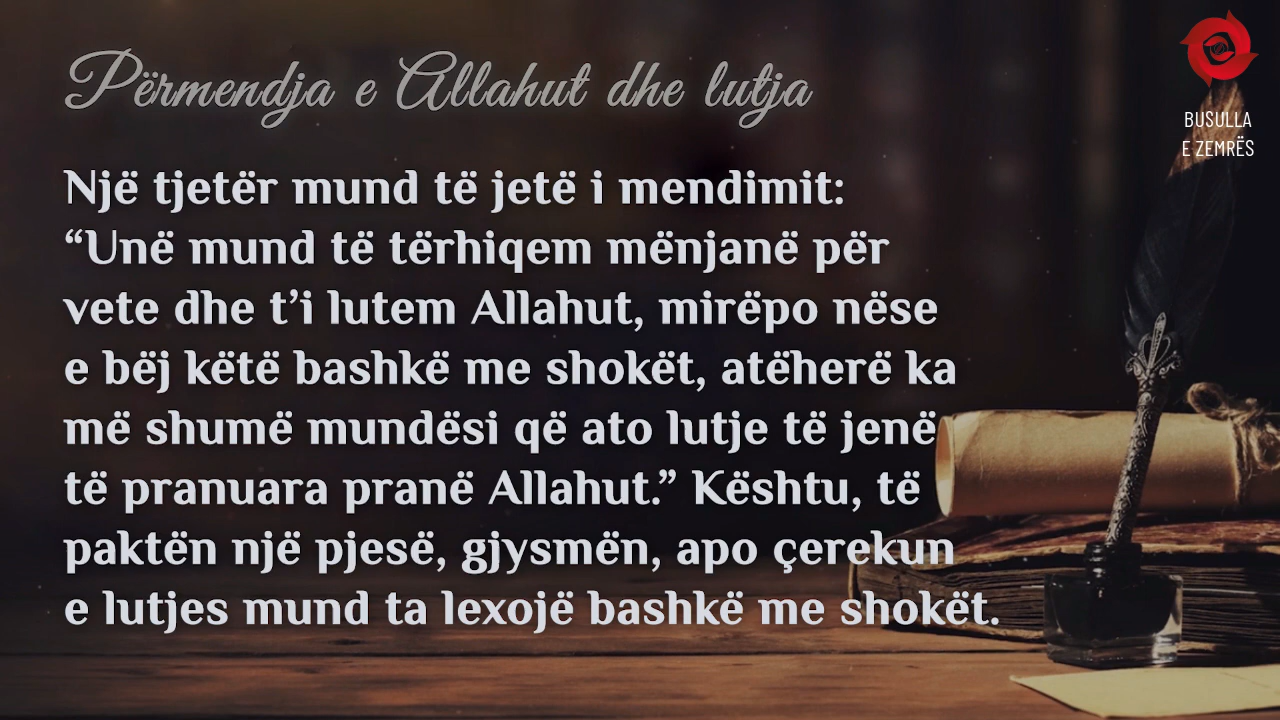 Përmendja e Allahut dhe lutja
BUSULLA
E ZEMRËS
Një tjetër mund të jetë i mendimit:
“Unë mund të tërhiqem mënjanë për
vete dhe t’i lutem Allahut, mirëpo nëse
e bëj këtë bashkë me shokët, atëherë ka
më shumë mundësi që ato lutje të jenë
të pranuara pranë Allahut.” Kështu, të
paktën një pjesë, gjysmën, apo çerekun
e lutjes mund ta lexojë bashkë me shokët.